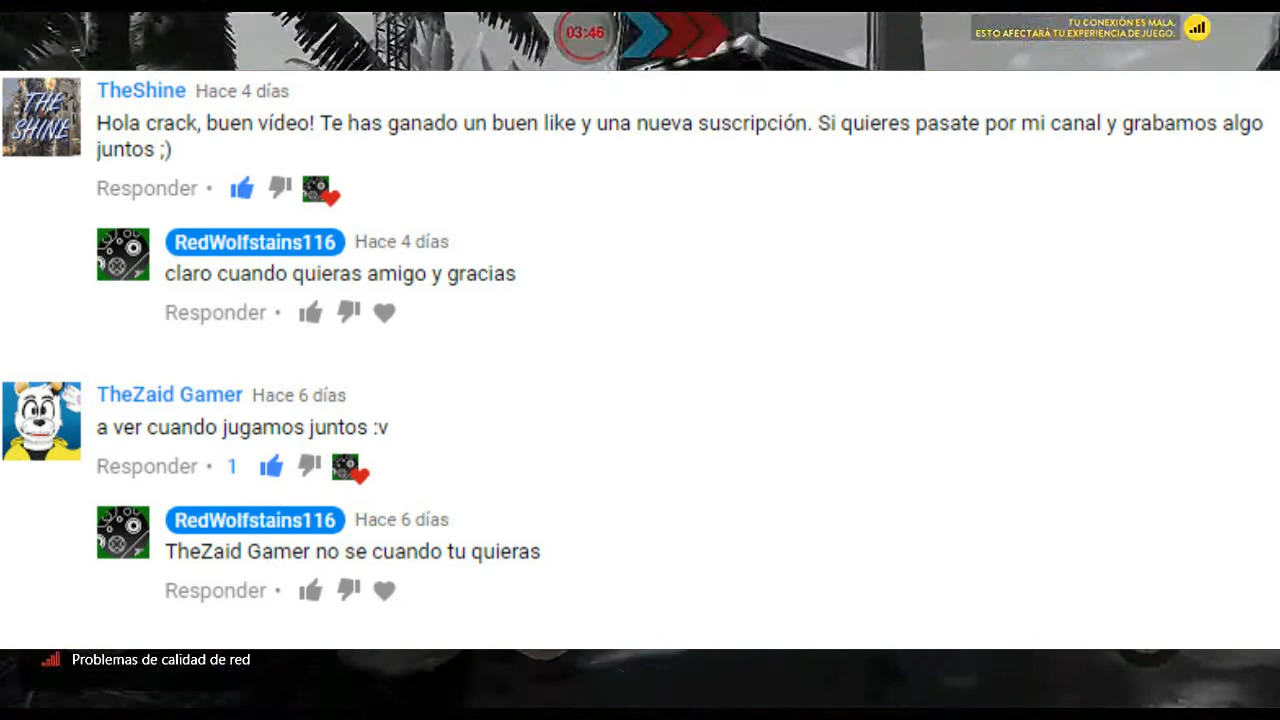 03:46
TU CONEXIÓN ES MALA.
ESTO AFECTARÁ TU EXPERIENCIA DE JUEGO.
THE
SHINE
TheShine Hace 4 días
Hola crack, buen vídeo! Te has ganado un buen like y una nueva suscripción. Si quieres pasate por mi canal y grabamos algo
juntos ;)
Responder •
RedWolfstains116 Hace 4 días
claro cuando quieras amigo y gracias
Responder •
TheZaid Gamer Hace 6 días
a ver cuando jugamos juntos :v
Responder • 1
RedWolfstains116 Hace 6 días
TheZaid Gamer no se cuando tu quieras
Responder •
Problemas de calidad de red